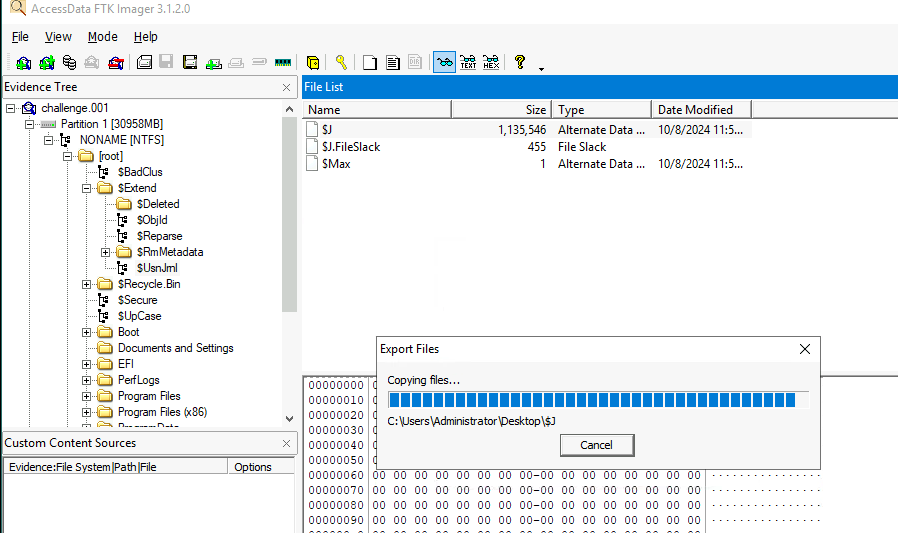 AccessData FTK Imager 3.1.2.0
File View Mode Help
Evidence Tree
challenge.001
Partition 1 [30958MB]
NONAME [NTFS]
[root]
$BadClus
$Extend
$Deleted
$ObjId
$Reparse
$RmMetadata
$UsnJrnl
$Recycle.Bin
$Secure
$UpCase
Boot
Documents and Settings
EFI
PerfLogs
Program Files
Program Files (x86)
ProgramData
Custom Content Sources
Evidence:File System|Path|File Options
File List
Name Size Type Date Modified
$J 1,135,546 Alternate Data ... 10/8/2024 11:5...
$J.FileSlack 455 File Slack
$Max 1 Alternate Data ... 10/8/2024 11:5...
Export Files
Copying files...
C:\Users\Administrator\Desktop\$J
Cancel
00000000
00000010
00000020
00000030
00000040
00000050
00000060 00 00 00 00 00 00 00 00-00 00 00 00 00 00 00 00 ................
00000070 00 00 00 00 00 00 00 00-00 00 00 00 00 00 00 00 ................
00000080 00 00 00 00 00 00 00 00-00 00 00 00 00 00 00 00 ................
00000090 00 00 00 00 00 00 00 00-00 00 00 00 00 00 00 00 ................